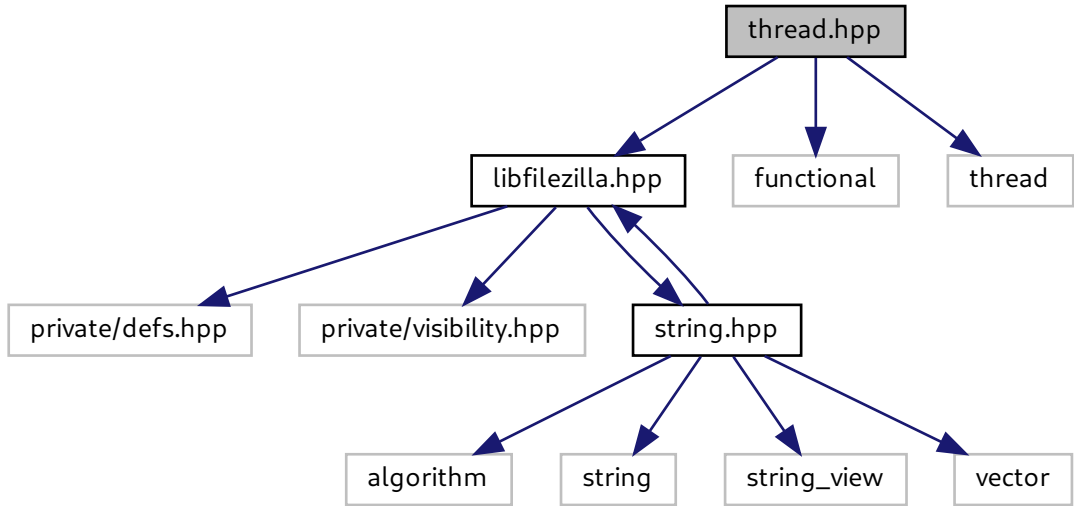 thread.hpp
libfilezilla.hpp
functional
thread
private/defs.hpp
private/visibility.hpp
string.hpp
algorithm
string
string_view
vector